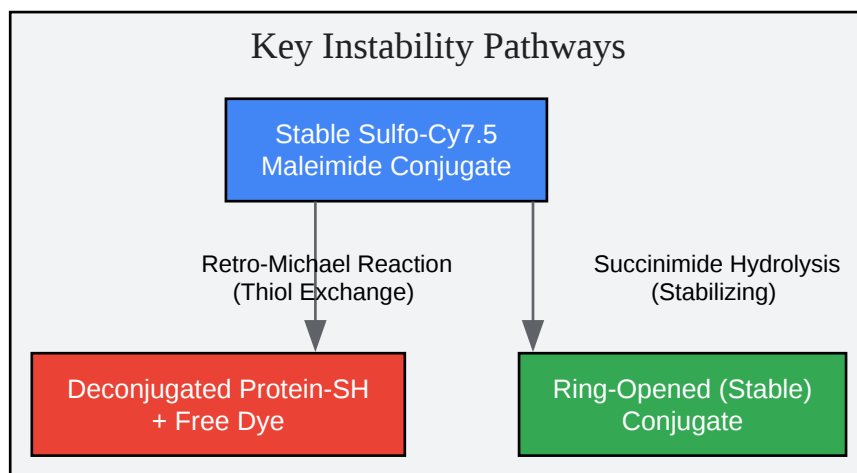 Key Instability Pathways
Stable Sulfo-Cy7.5
Maleimide Conjugate
Retro-Michael Reaction
(Thiol Exchange)
Succinimide Hydrolysis
(Stabilizing)
Deconjugated Protein-SH
+ Free Dye
Ring-Opened (Stable)
Conjugate